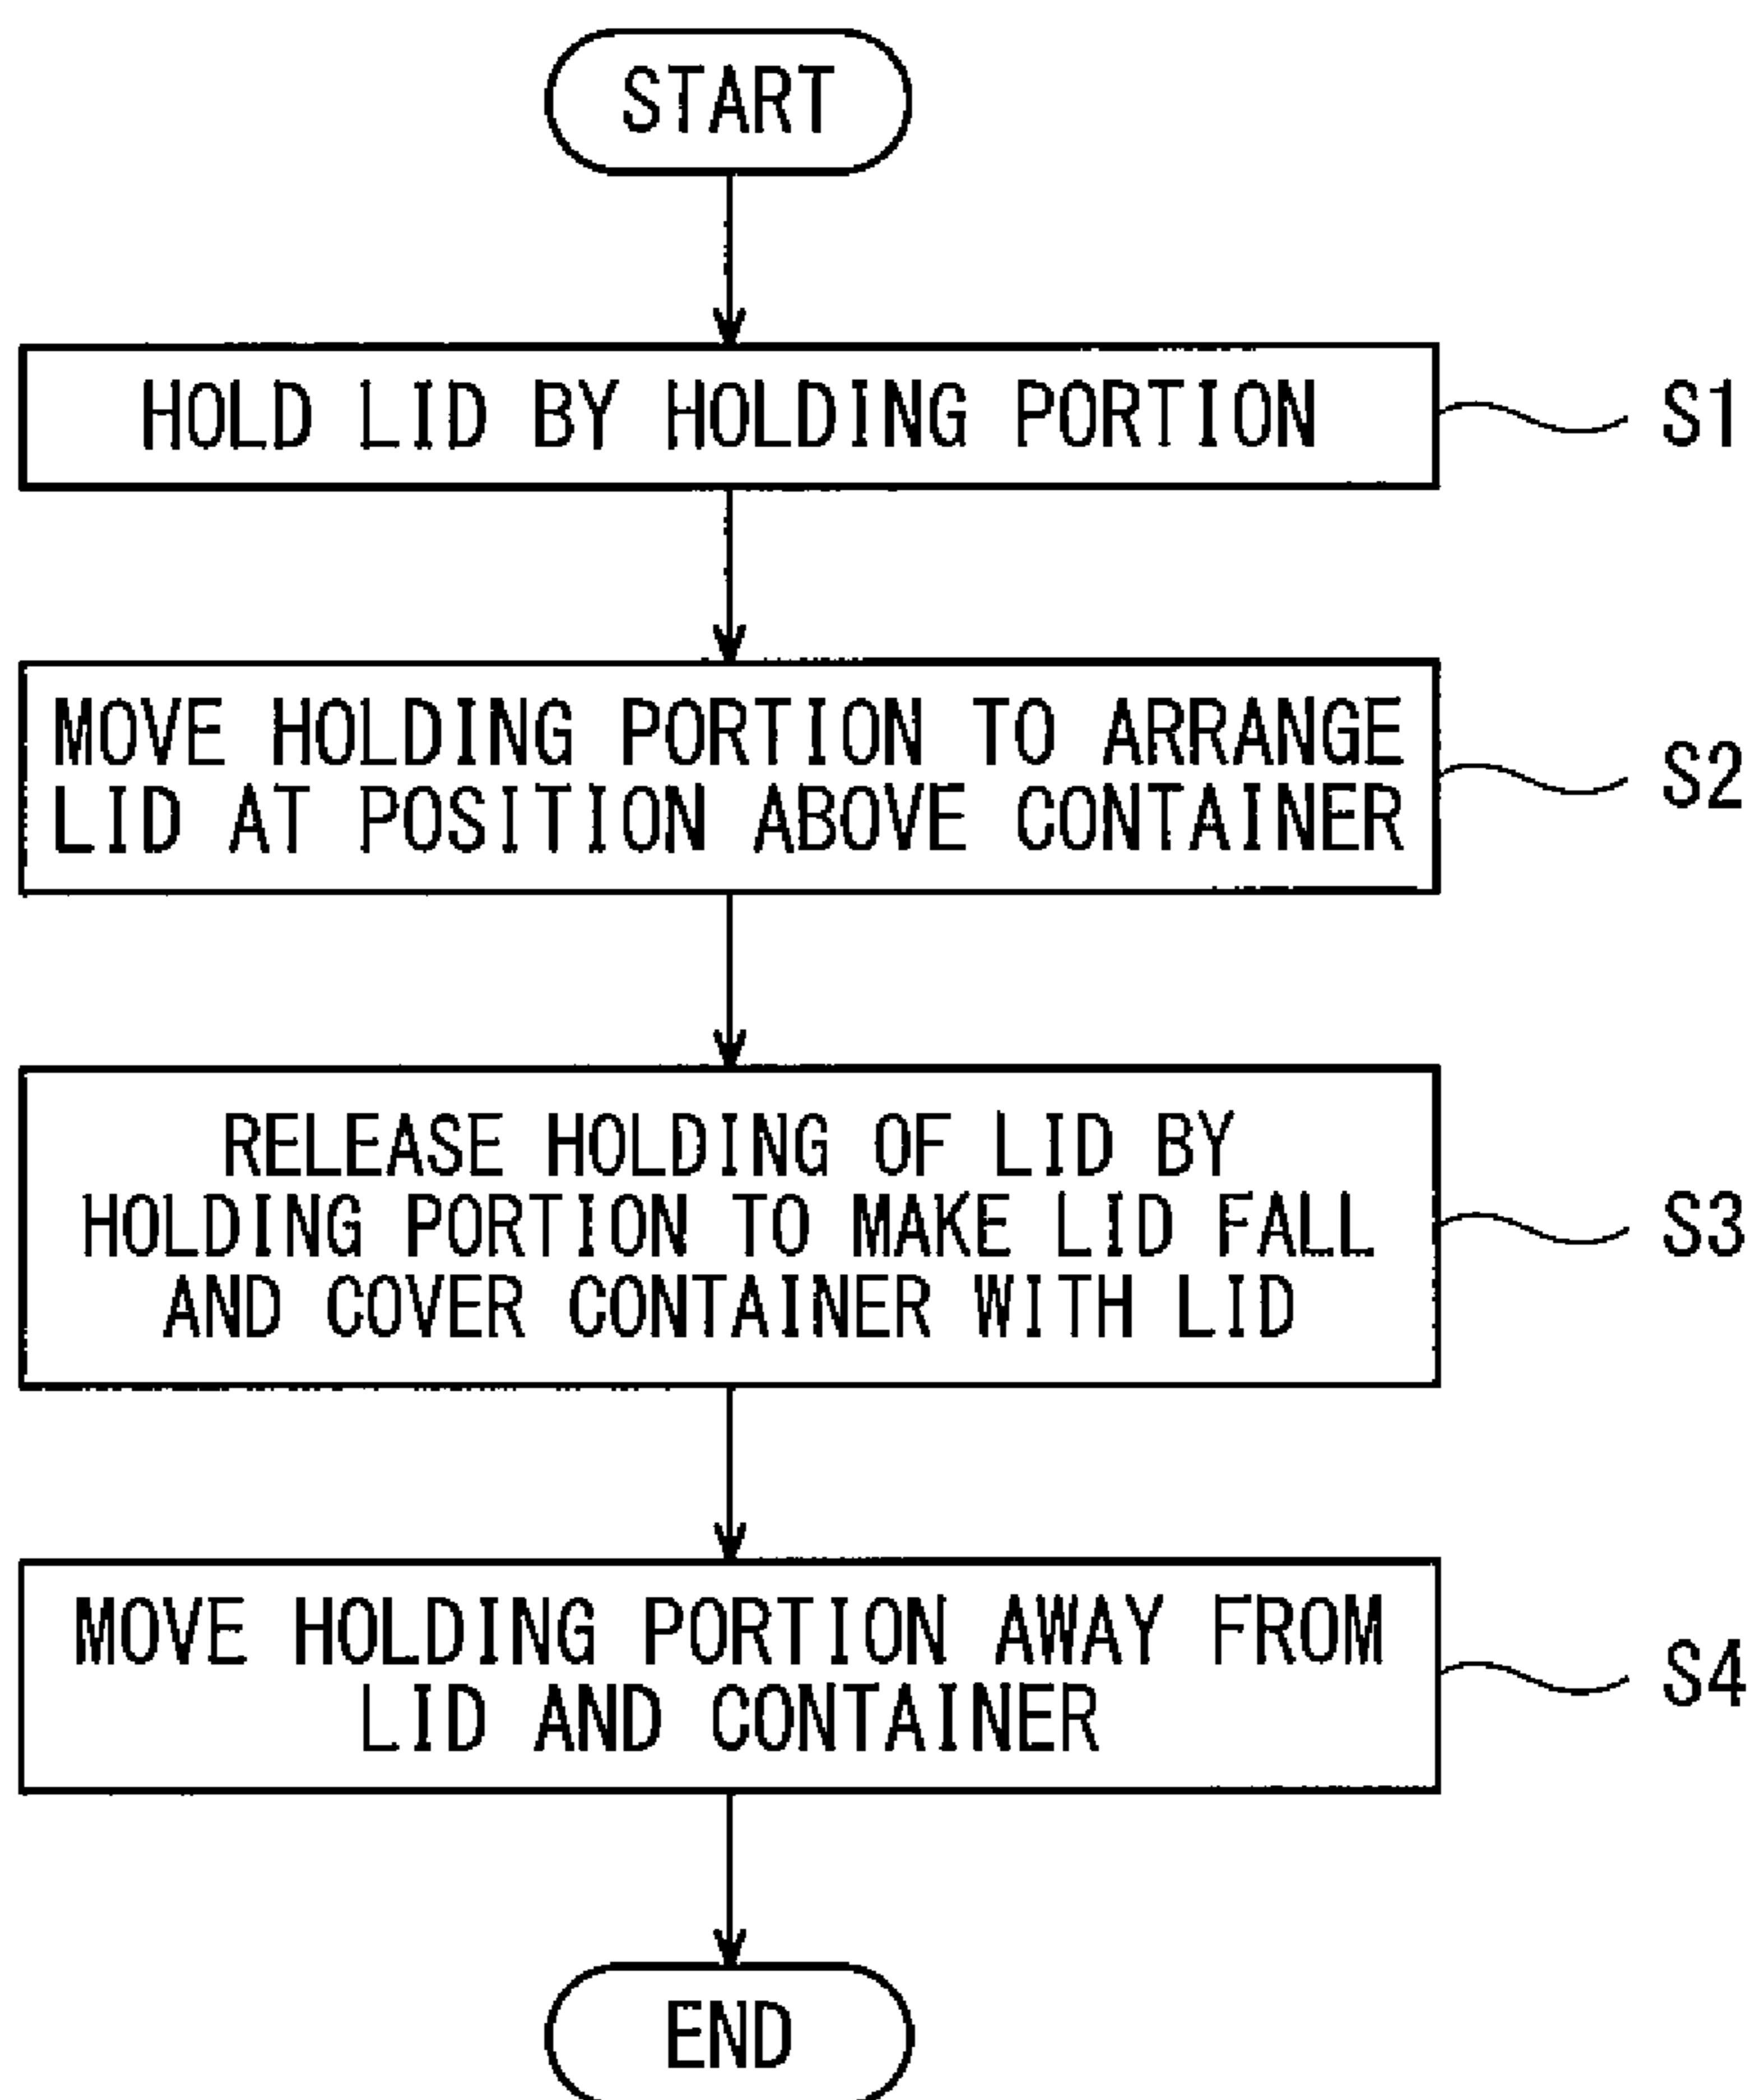 START
HOLD LID BY HOLDING PORTION
S1
MOVE HOLDING PORTION TO ARRANGE
LID AT POSITION ABOVE CONTAINER
S2
RELEASE HOLDING OF LID BY
HOLDING PORTION TO MAKE LID FALL
AND COVER CONTAINER WITH LID
S3
MOVE HOLDING PORTION AWAY FROM
LID AND CONTAINER
S4
END